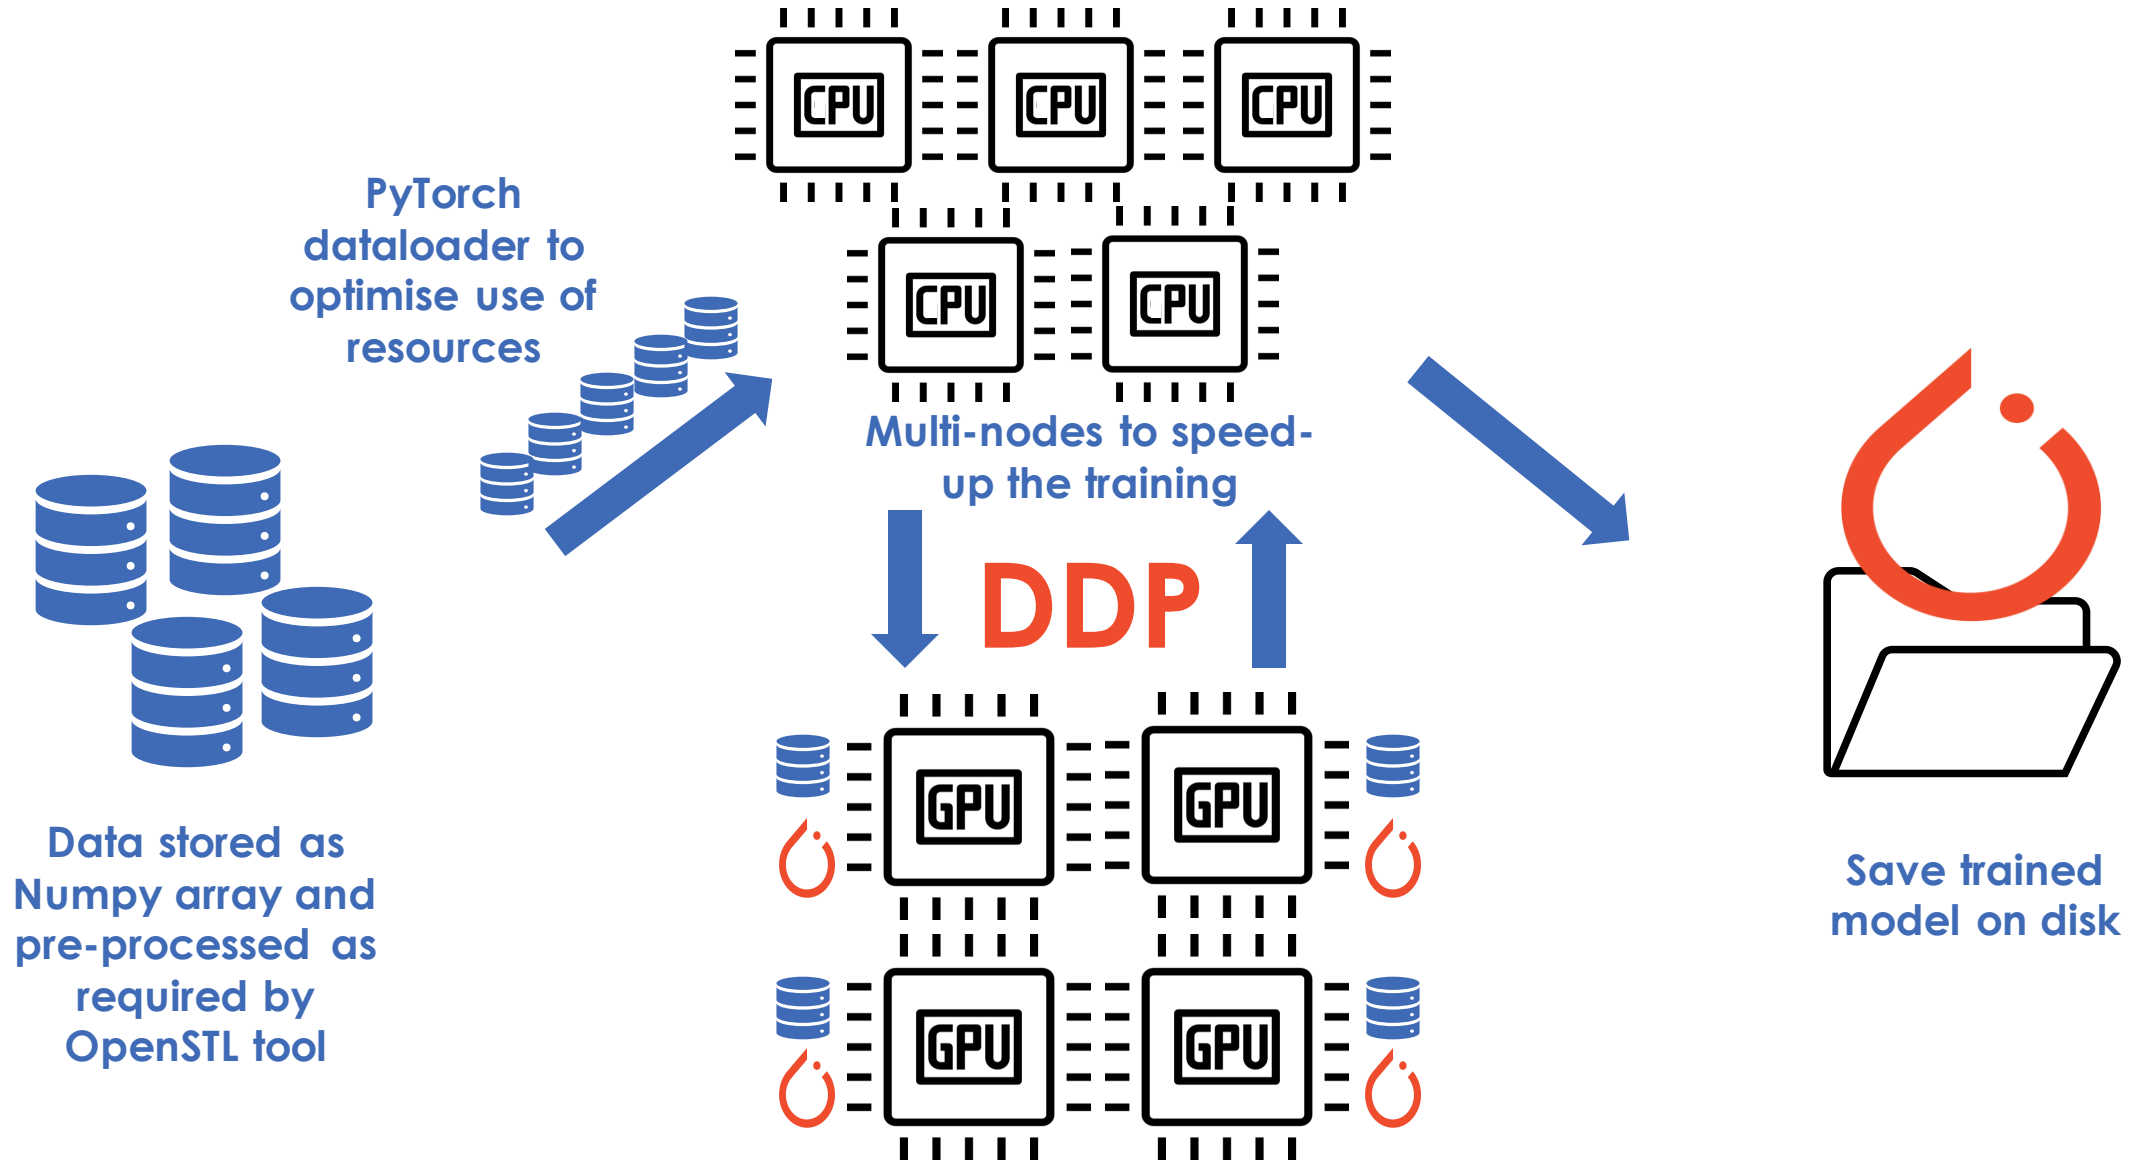 CPU CPU CPU
CPU CPU
PyTorch
dataloader to
optimise use of
resources
Multi-nodes to speed-
up the training
DDP
GPU GPU
GPU GPU
Data stored as
Numpy array and
pre-processed as
required by
OpenSTL tool
Save trained
model on disk